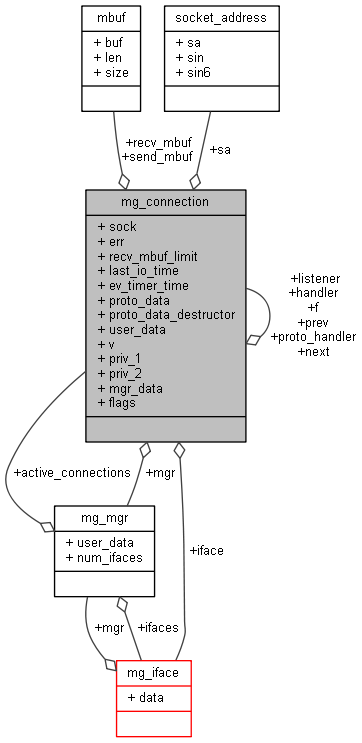 mbuf
+ buf
+ len
+ size
socket_address
+ sa
+ sin
+ sin6
+recv_mbuf
+send_mbuf
+sa
mg_connection
+ sock
+ err
+ recv_mbuf_limit
+ last_io_time
+ ev_timer_time
+ proto_data
+ proto_data_destructor
+ user_data
+ v
+ priv_1
+ priv_2
+ mgr_data
+ flags
+listener
+handler
+f
+prev
+proto_handler
+next
+active_connections
+mgr
mg_mgr
+ user_data
+ num_ifaces
+iface
+mgr
+ifaces
mg_iface
+ data